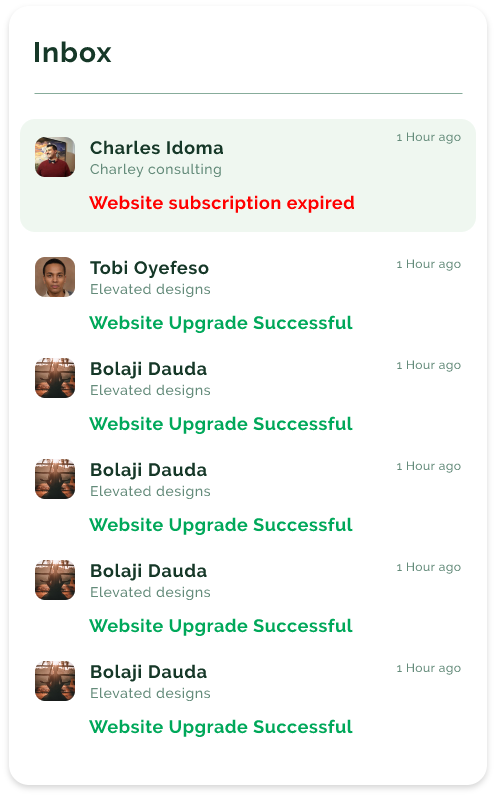 Inbox
Charles Idoma
1 Hour ago
Charley consulting
Website subscription expired
Tobi Oyefeso
1 Hour ago
Elevated designs
Website Upgrade Successful
Bolaji Dauda
1 Hour ago
Elevated designs
Website Upgrade Successful
Bolaji Dauda
1 Hour ago
Elevated designs
Website Upgrade Successful
Bolaji Dauda
1 Hour ago
Elevated designs
Website Upgrade Successful
Bolaji Dauda
1 Hour ago
Elevated designs
Website Upgrade Successful